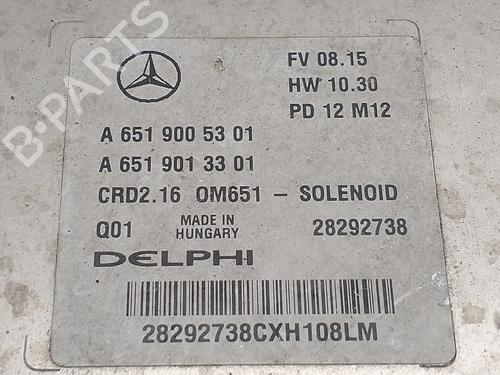 FV 08.15
HW 10.30
PD 12 M12
A 651 900 53 01
A 651 901 33 01
CRD2.16 OM651 - SOLENOID
Q01 MADE IN HUNGARY 28292738
DELPHI
28292738CXH108LM
B-PARTS